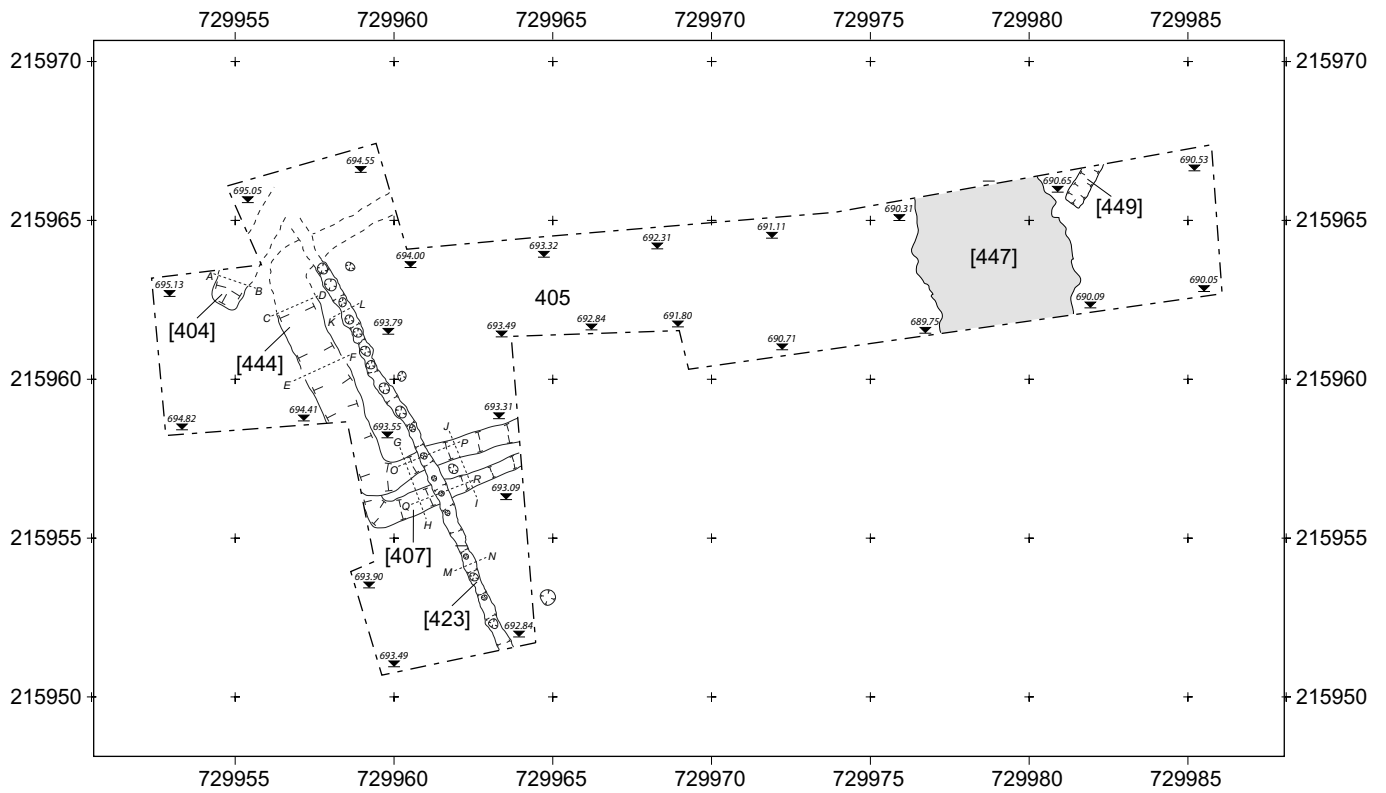 729955 729960 729965 729970 729975 729980 729985
215970 215970
694.55
695.05
690.53
690.65
[449]
215965 215965
690.31
691.11
692.31
693.32
694.00
[447]
A
B
695.13
690.05
D
L
405
[404]
C
K
690.09
693.79
693.49
692.84
691.80
689.75
[444]
690.71
F
215960 215960
E
694.82
694.41
693.31
693.55
J
G
P
O
R
693.09
Q
I
H
215955 215955
[407]
N
M
693.90
[423]
692.84
693.49
215950 215950
729955 729960 729965 729970 729975 729980 729985